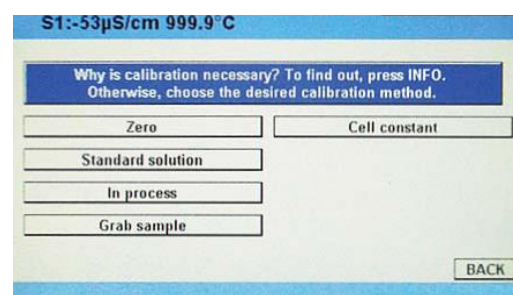 S1:-53µS/cm 999.9°C
Why is calibration necessary? To find out, press INFO.
Otherwise, choose the desired calibration method.
Zero
Cell constant
Standard solution
In process
Grab sample
BACK